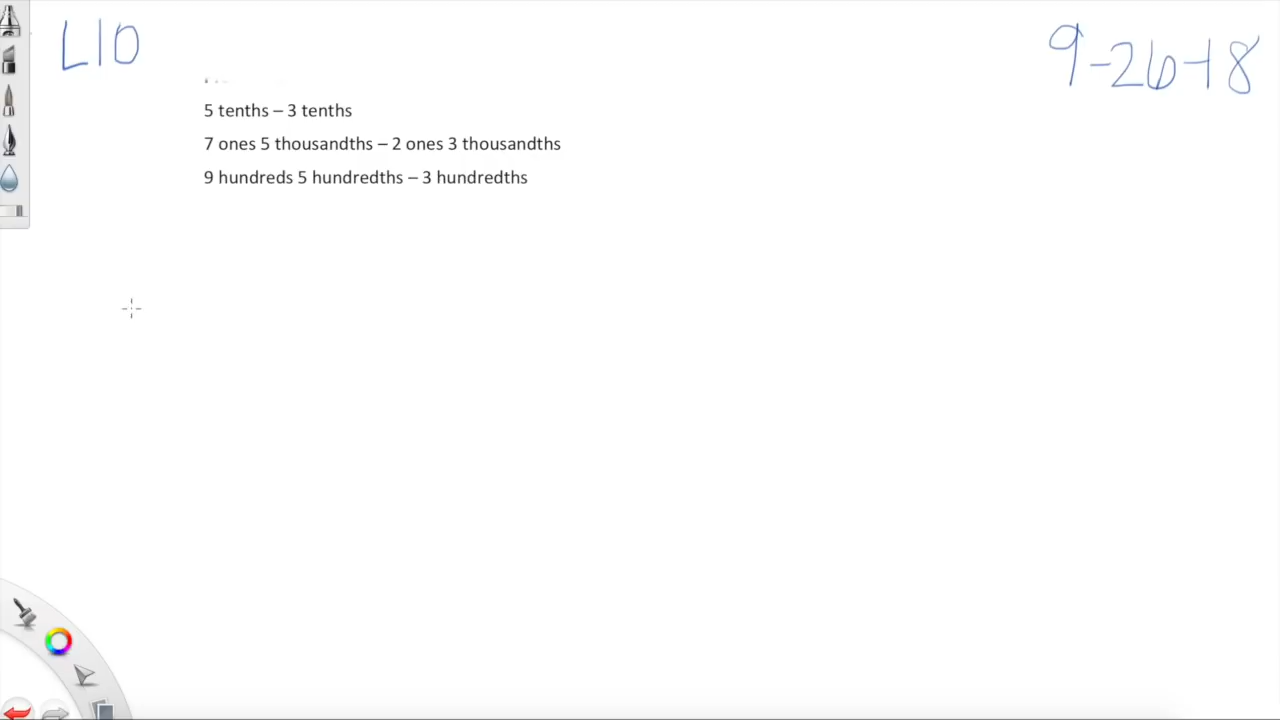 L10
9-26-18
5 tenths – 3 tenths
7 ones 5 thousandths – 2 ones 3 thousandths
9 hundreds 5 hundredths – 3 hundredths